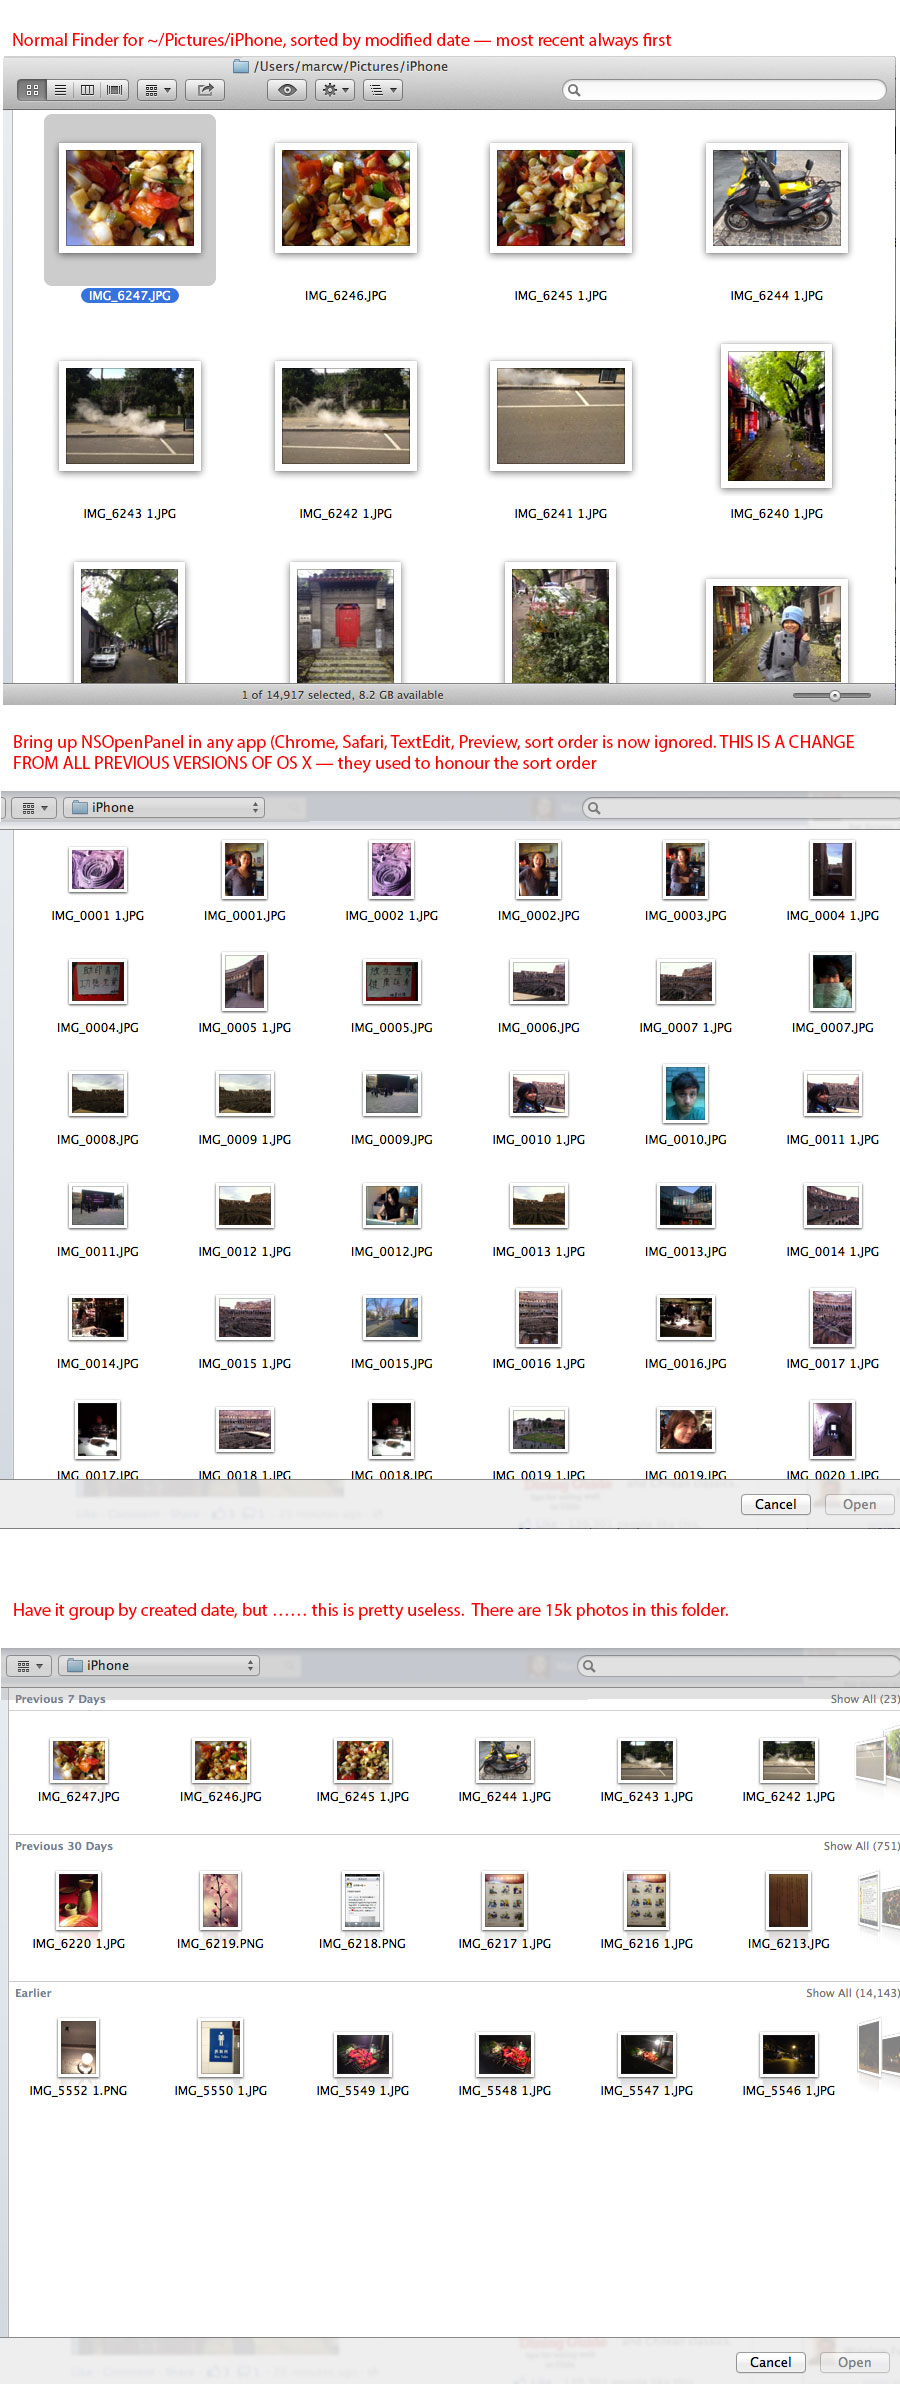 Normal Finder for ~/Pictures/iPhone, sorted by modified date — most recent always first
/Users/marcw/Pictures/iPhone
IMG_6247.JPG IMG_6246.JPG IMG_6245 1.JPG IMG_6244 1.JPG
IMG_6243 1.JPG IMG_6242 1.JPG IMG_6241 1.JPG IMG_6240 1.JPG
1 of 14,917 selected, 8.2 GB available
Bring up NSOpenPanel in any app (Chrome, Safari, TextEdit, Preview, sort order is now ignored. THIS IS A CHANGE
FROM ALL PREVIOUS VERSIONS OF OS X — they used to honour the sort order
iPhone
IMG_0001 1.JPG IMG_0001.JPG IMG_0002 1.JPG IMG_0002.JPG IMG_0003.JPG IMG_0004 1.JPG
IMG_0004.JPG IMG_0005 1.JPG IMG_0005.JPG IMG_0006.JPG IMG_0007 1.JPG IMG_0007.JPG
IMG_0008.JPG IMG_0009 1.JPG IMG_0009.JPG IMG_0010 1.JPG IMG_0010.JPG IMG_0011 1.JPG
IMG_0011.JPG IMG_0012 1.JPG IMG_0012.JPG IMG_0013 1.JPG IMG_0013.JPG IMG_0014 1.JPG
IMG_0014.JPG IMG_0015 1.JPG IMG_0015.JPG IMG_0016 1.JPG IMG_0016.JPG IMG_0017 1.JPG
IMG_0017.JPG IMG_0018 1.JPG IMG_0018.JPG IMG_0019 1.JPG IMG_0019.JPG IMG_0020 1.JPG
Cancel Open
Have it group by created date, but …… this is pretty useless. There are 15k photos in this folder.
iPhone
Previous 7 Days Show All (23)
IMG_6247.JPG IMG_6246.JPG IMG_6245 1.JPG IMG_6244 1.JPG IMG_6243 1.JPG IMG_6242 1.JPG
Previous 30 Days Show All (751)
IMG_6220 1.JPG IMG_6219.PNG IMG_6218.PNG IMG_6217 1.JPG IMG_6216 1.JPG IMG_6213.JPG
Earlier Show All (14,143)
IMG_5552 1.PNG IMG_5550 1.JPG IMG_5549 1.JPG IMG_5548 1.JPG IMG_5547 1.JPG IMG_5546 1.JPG
Cancel Open